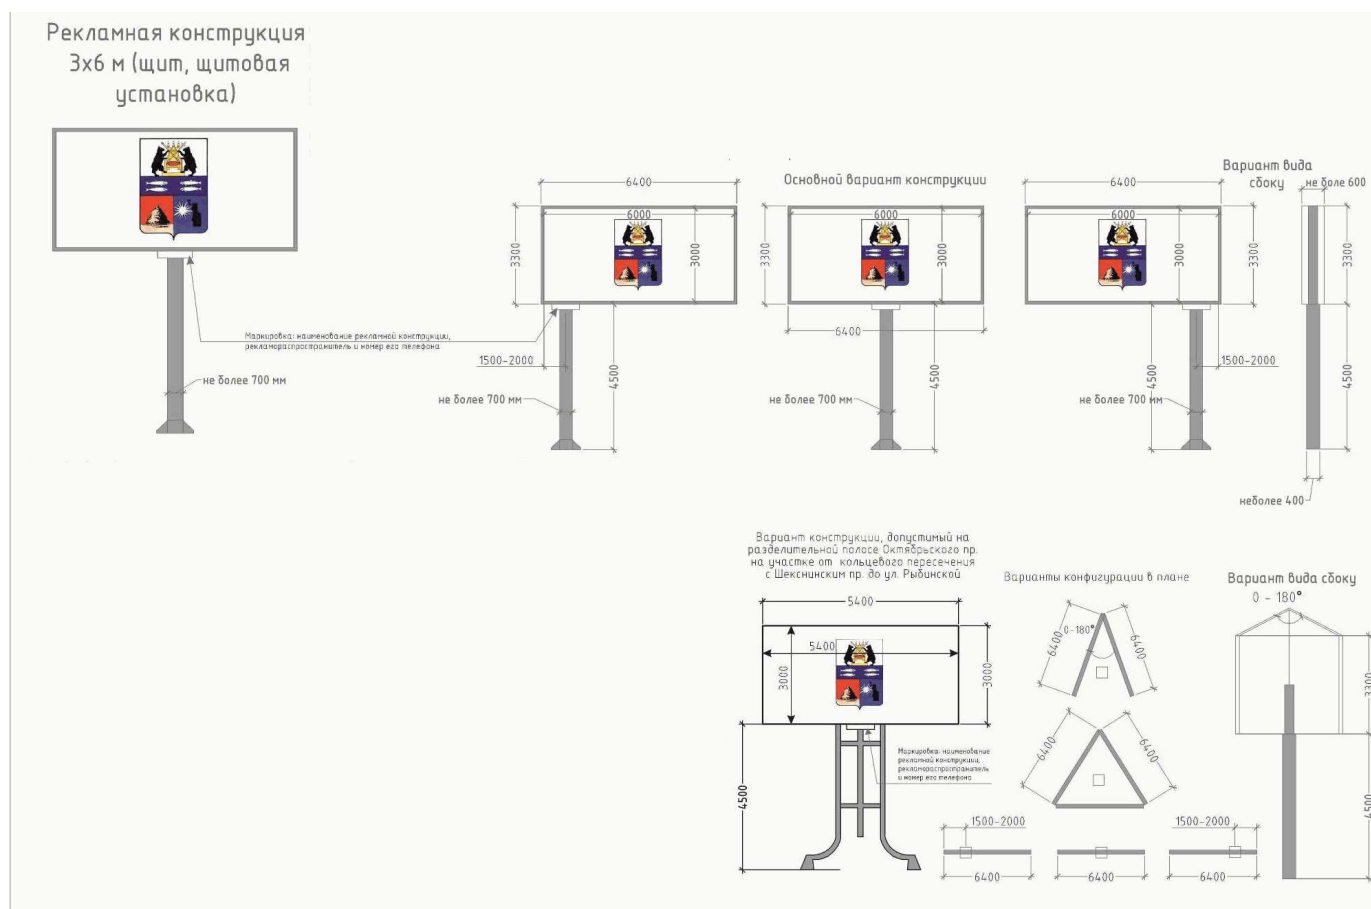 Рекламная конструкция
3х6 м (щит, щитовая
установка)
Маркировка: наименование рекламной конструкции,
рекламораспространитель и номер его телефона
не более 700 мм
6400
6000
3300
3000
1500-2000
4500
не более 700 мм
Основной вариант конструкции
6000
3300
3000
6400
4500
не более 700 мм
6400
6000
3000
3300
4500
1500-2000
не более 700 мм
Вариант вида
сбоку
не боле 600
3300
4500
неболее 400
Вариант конструкции, допустимый на
разделительной полосе Октябрьского пр.
на участке от кольцевого пересечения
с Шекснинским пр. до ул. Рыбинской
5400
5400
3000
3000
4500
Маркировка: наименование
рекламной конструкции,
рекламораспространитель
и номер его телефона
Варианты конфигурации в плане
6400
0-180°
6400
6400
6400
1500-2000
6400
6400
1500-2000
6400
Вариант вида сбоку
0 - 180°
3300
4500